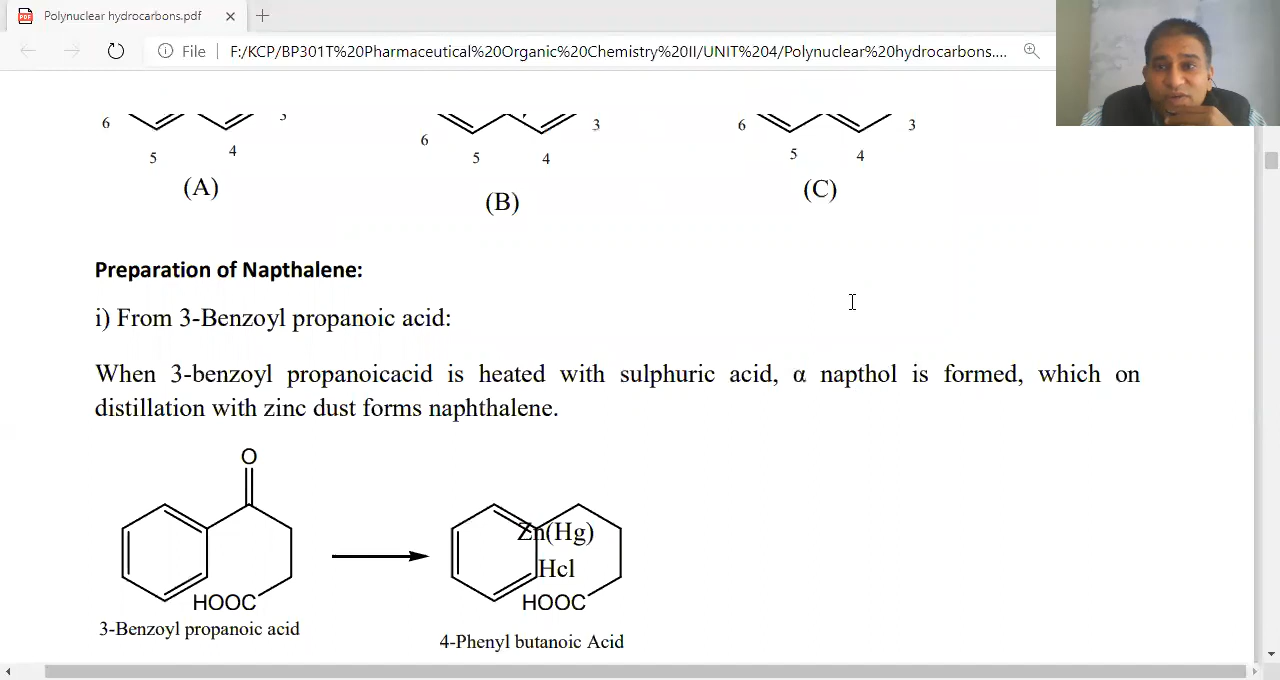 Polynuclear hydrocarbons.pdf
File
F:/KCP/BP301T%20Pharmaceutical%20Organic%20Chemistry%20II/UNIT%204/Polynuclear%20hydrocarbons....
6 5 4 3
6 5 4 3
6 5 4 3
(A) (B) (C)
Preparation of Napthalene:
i) From 3-Benzoyl propanoic acid:
When 3-benzoyl propanoicacid is heated with sulphuric acid, α napthol is formed, which on
distillation with zinc dust forms naphthalene.
O
Zn(Hg)
Hcl
HOOC HOOC
3-Benzoyl propanoic acid
4-Phenyl butanoic Acid